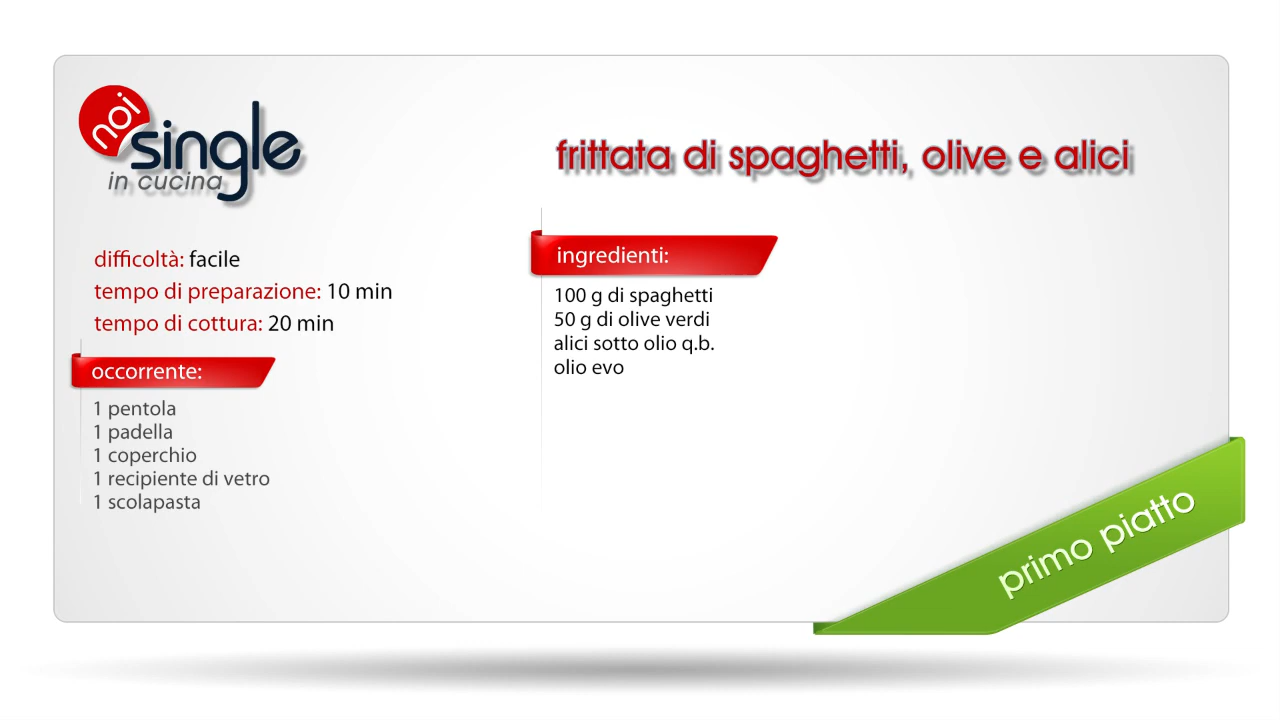 noi
single
in cucina
frittata di spaghetti, olive e alici
difficoltà: facile
tempo di preparazione: 10 min
tempo di cottura: 20 min
occorrente:
1 pentola
1 padella
1 coperchio
1 recipiente di vetro
1 scolapasta
ingredienti:
100 g di spaghetti
50 g di olive verdi
alici sotto olio q.b.
olio evo
primo piatto